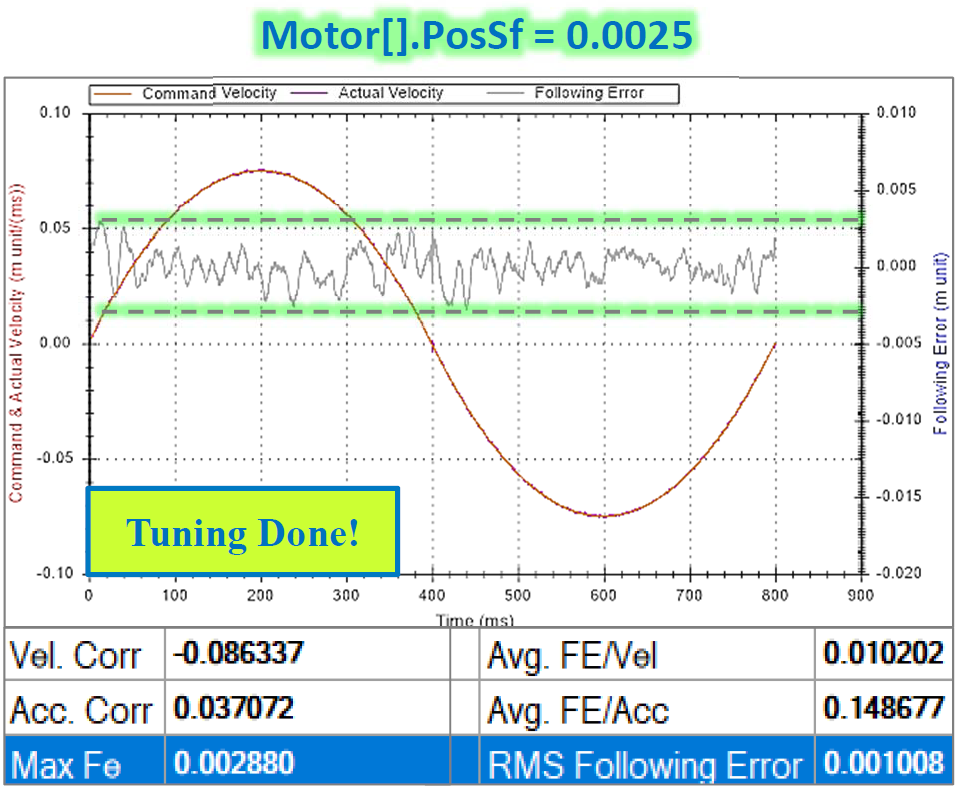 Motor[].PosSf = 0.0025
Command Velocity Actual Velocity Following Error
0.10 0.010
0.005
0.05
0.000
0.00 -0.005
-0.010
-0.05
-0.015
-0.10 -0.020
Command & Actual Velocity (m unit/(ms))
Following Error (m unit)
Tuning Done!
0 100 200 300 400 500 600 700 800 900
Time (ms)
Vel. Corr -0.086337 Avg. FE/Vel 0.010202
Acc. Corr 0.037072 Avg. FE/Acc 0.148677
Max Fe 0.002880 RMS Following Error 0.001008